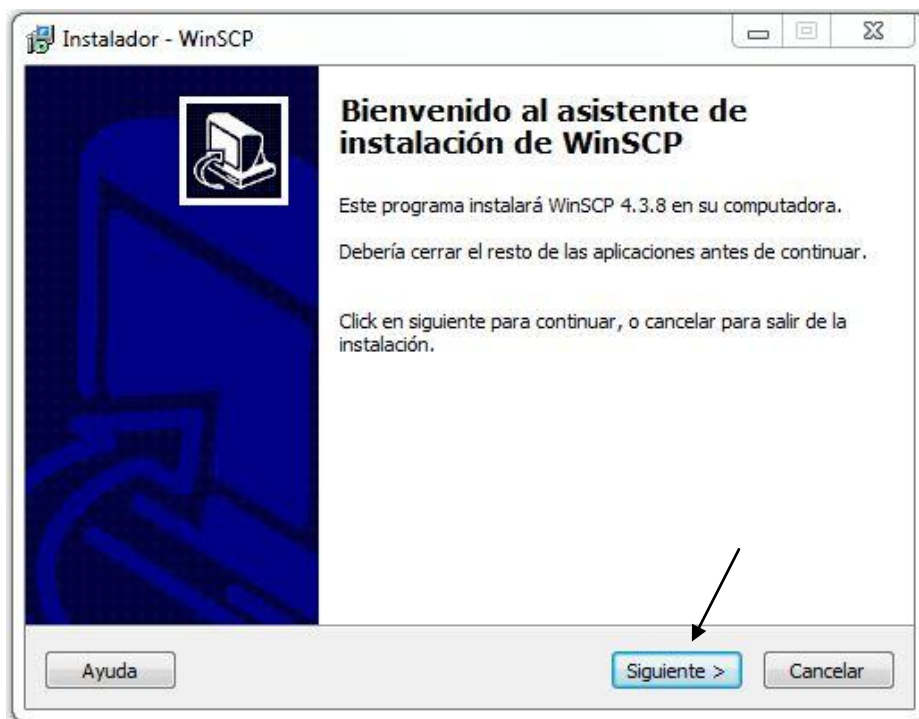 Instalador - WinSCP
Bienvenido al asistente de
instalación de WinSCP
Este programa instalará WinSCP 4.3.8 en su computadora.
Debería cerrar el resto de las aplicaciones antes de continuar.
Click en siguiente para continuar, o cancelar para salir de la
instalación.
Ayuda
Siguiente >
Cancelar